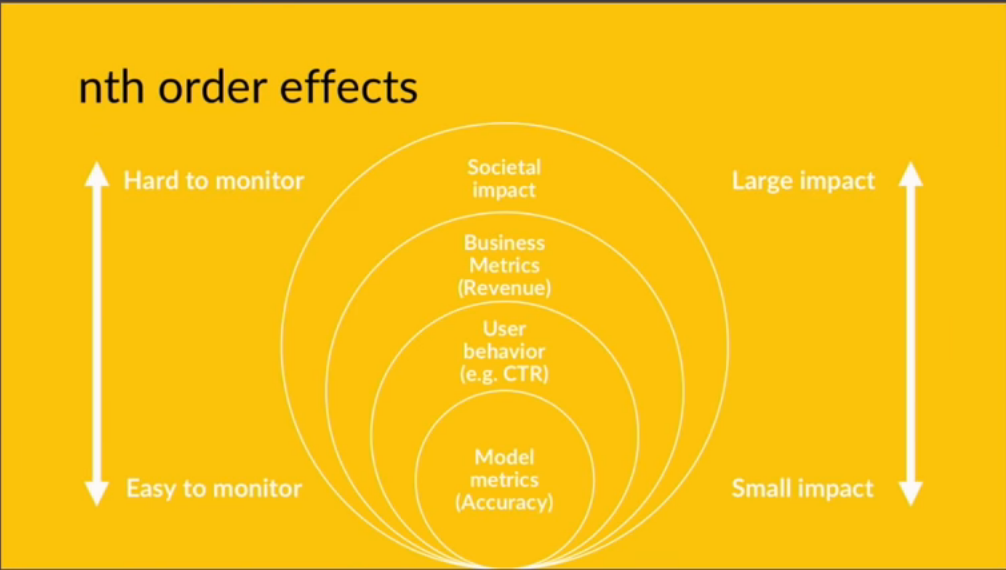 nth order effects
Hard to monitor
Societal
impact
Large impact
Business
Metrics
(Revenue)
User
behavior
(e.g. CTR)
Model
metrics
(Accuracy)
Easy to monitor
Small impact